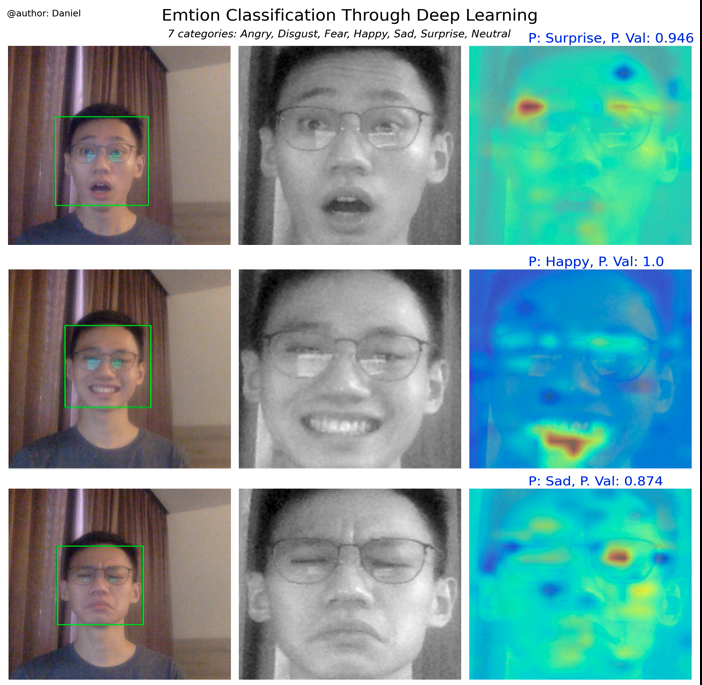 @author: Daniel
Emtion Classification Through Deep Learning
7 categories: Angry, Disgust, Fear, Happy, Sad, Surprise, Neutral
P: Surprise, P. Val: 0.946
P: Happy, P. Val: 1.0
P: Sad, P. Val: 0.874